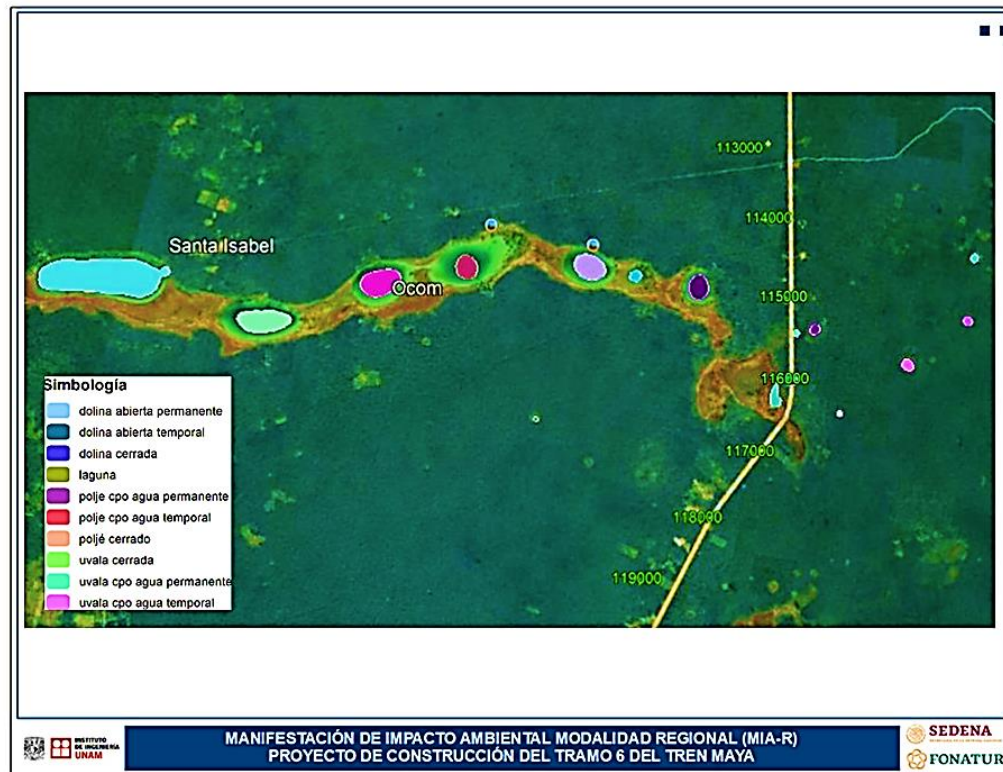 113000
114000
Santa Isabel
Ocom
115000
116000
117000
118000
119000
Simbología
dolina abierta permanente
dolina abierta temporal
dolina cerrada
laguna
polje cpo agua permanente
polje cpo agua temporal
poljé cerrado
uvala cerrada
uvala cpo agua permanente
uvala cpo agua temporal
INSTITUTO
DE INGENIERÍA
UNAM
MANIFESTACIÓN DE IMPACTO AMBIENTAL MODALIDAD REGIONAL (MIA-R)
PROYECTO DE CONSTRUCCIÓN DEL TRAMO 6 DEL TREN MAYA
SEDENA
FONATUR